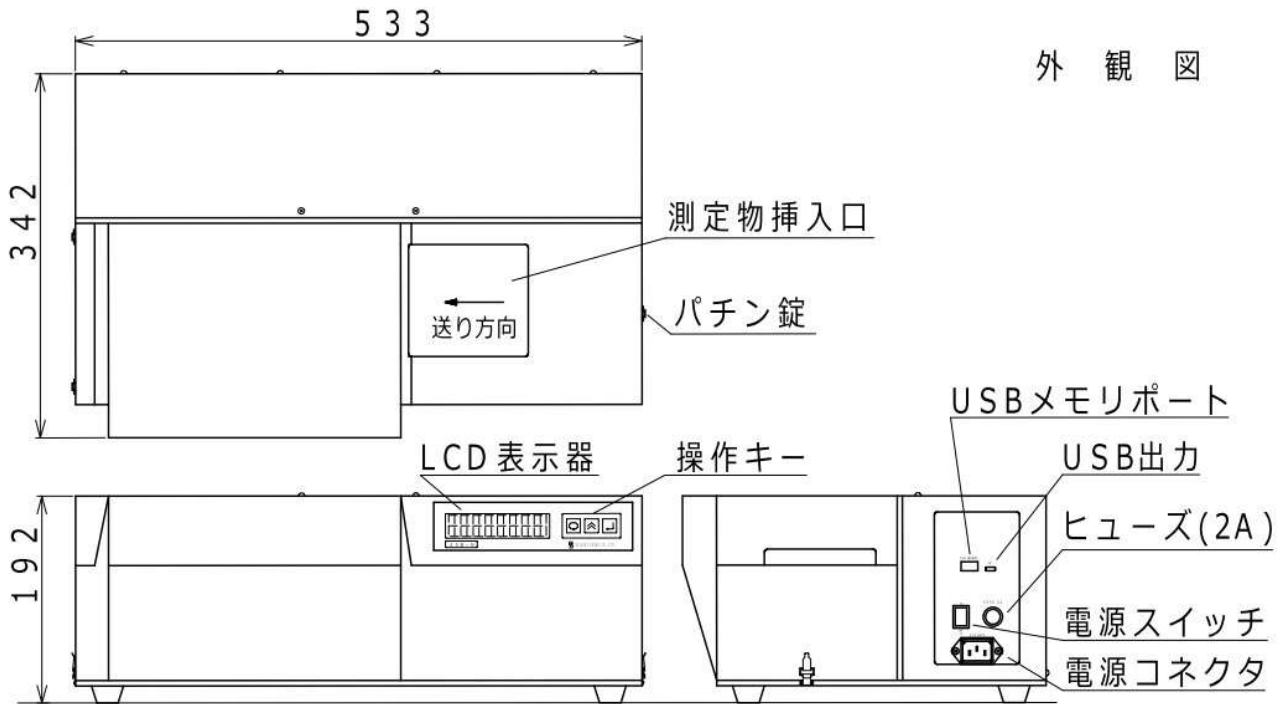 533
外観図
342
測定物挿入口
送り方向
パチン錠
USBメモリポート
LCD表示器
操作キー
USB出力
192
ヒューズ(2A)
電源スイッチ
電源コネクタ